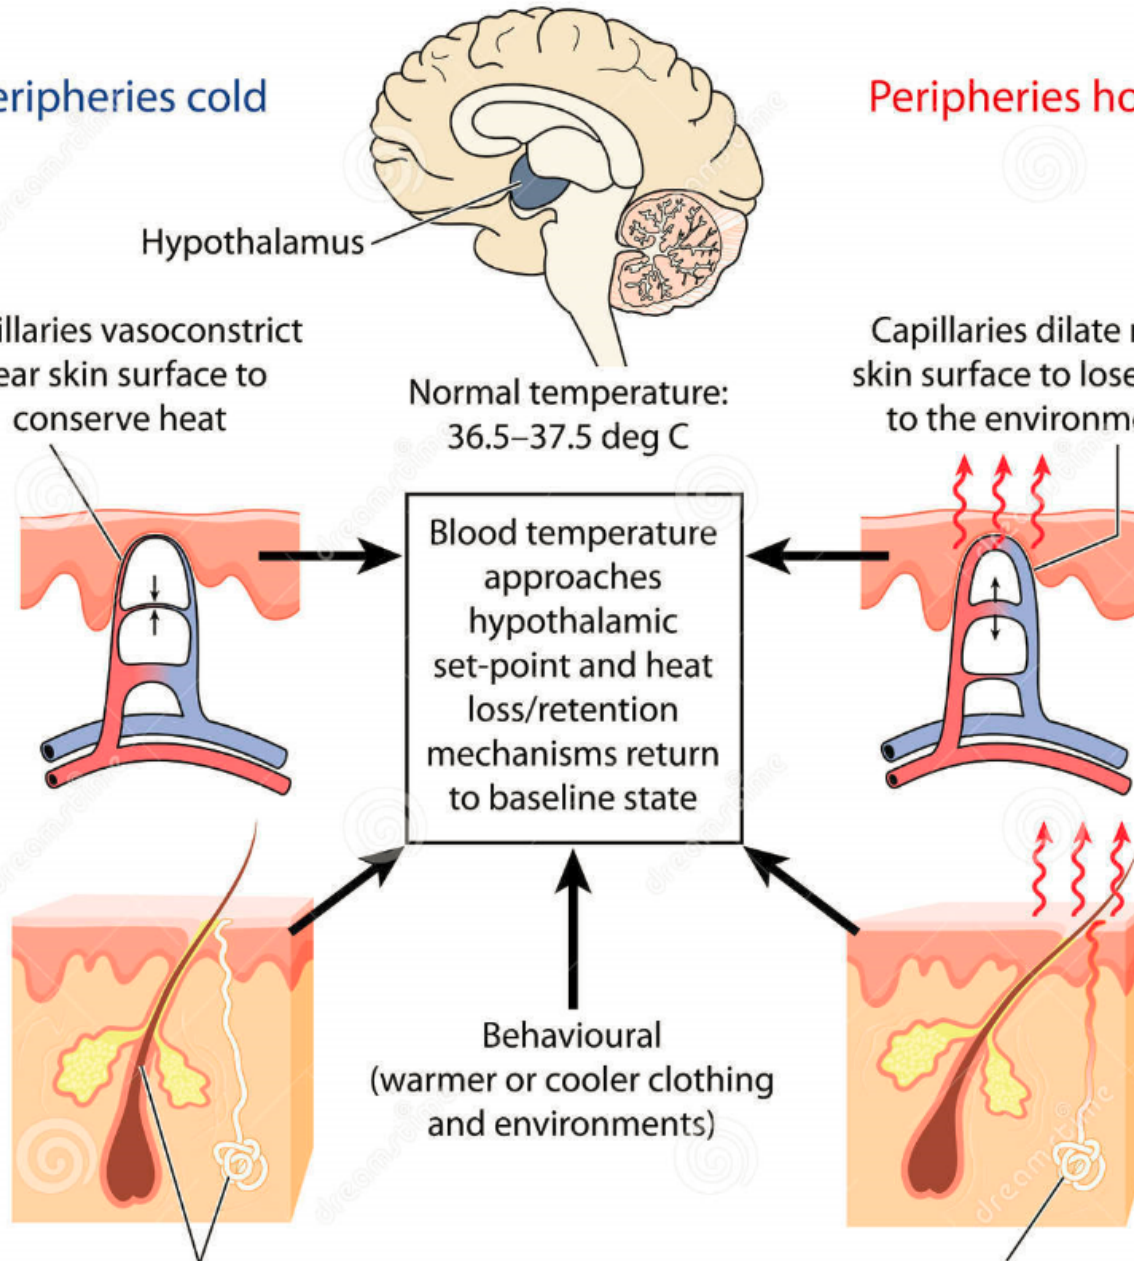 eripheries cold
Peripheries ho
Hypothalamus
illaries vasoconstrict
ear skin surface to
conserve heat
Capillaries dilate
skin surface to lose
to the environm
Normal temperature:
36.5–37.5 deg C
Blood temperature
approaches
hypothalamic
set-point and heat
loss/retention
mechanisms return
to baseline state
Behavioural
(warmer or cooler clothing
and environments)
dreamstime